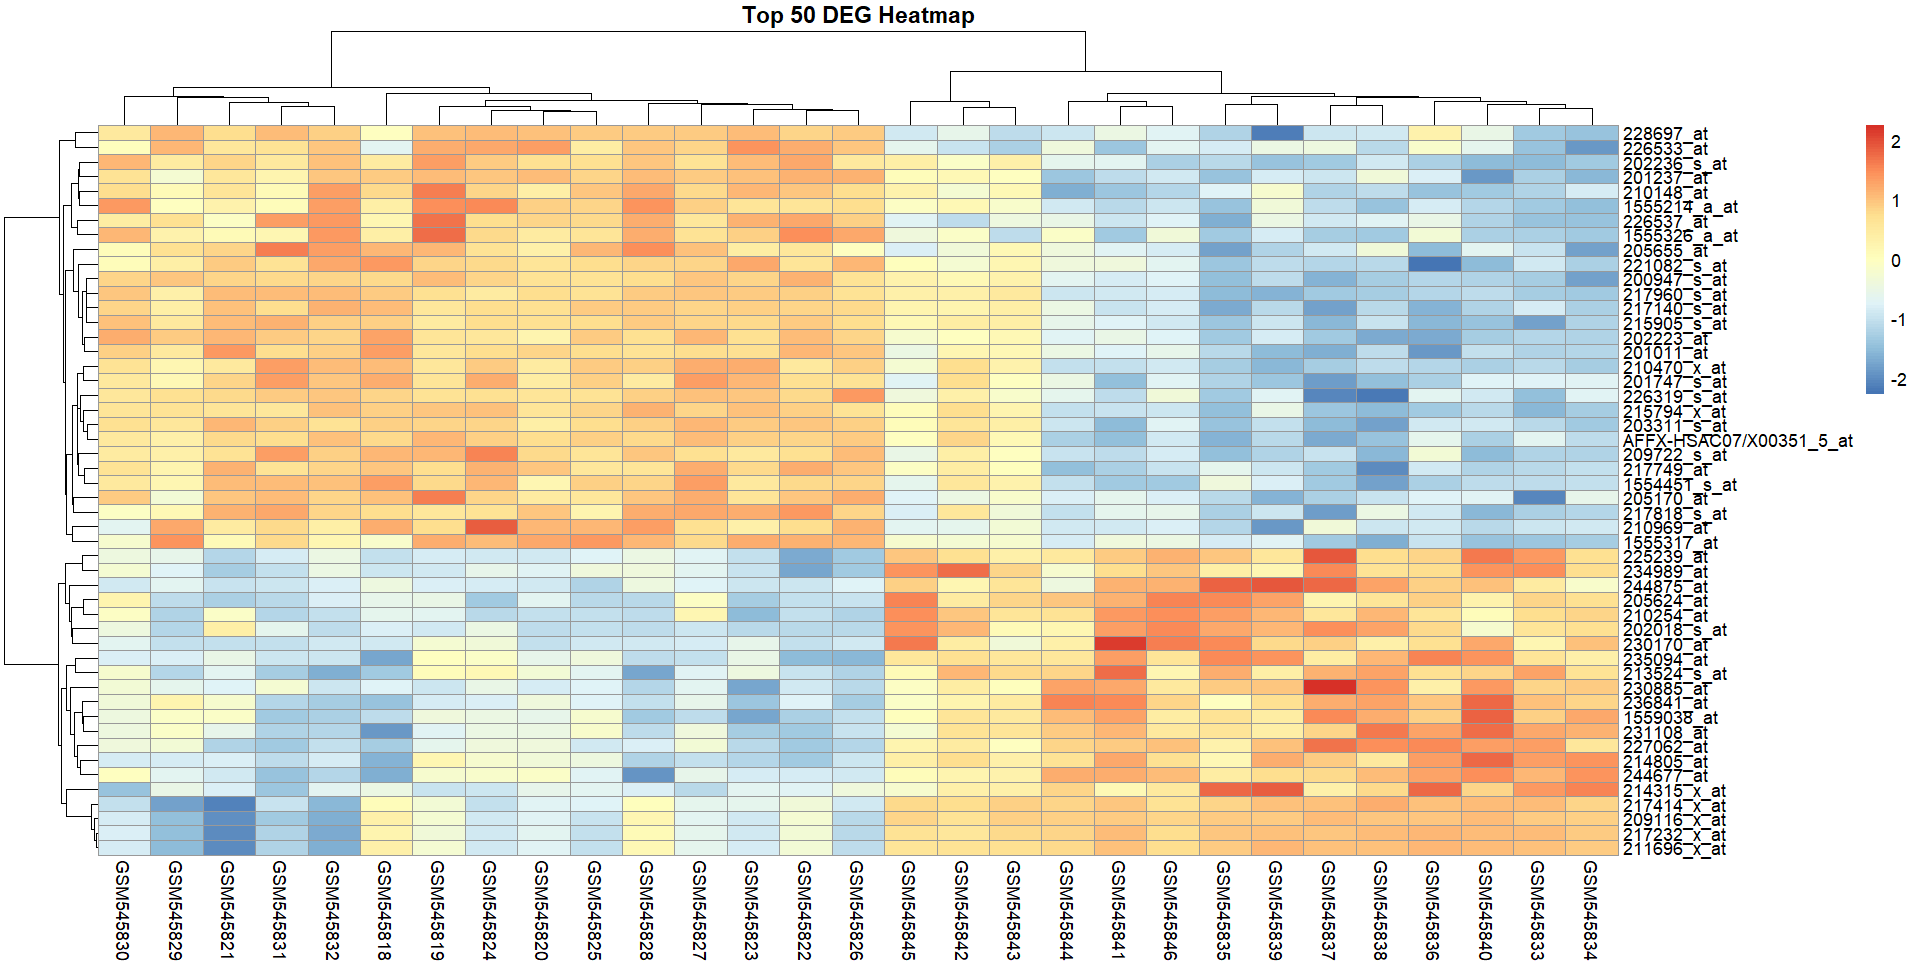 Top 50 DEG Heatmap
228697_at
226533_at
202236_s_at
201237_at
210148_at
1555214_a_at
226537_at
1555326_a_at
205655_at
221082_s_at
200947_s_at
217960_s_at
217140_s_at
215905_s_at
202223_at
201011_at
210470_x_at
201747_s_at
226319_s_at
215794_x_at
203311_s_at
AFFX-HSAC07/X00351_5_at
209722_s_at
217749_at
1554451_s_at
205170_at
217818_s_at
210969_at
1555317_at
225239_at
234989_at
244875_at
205624_at
210254_at
202018_s_at
230170_at
235094_at
213524_s_at
230885_at
236841_at
1559038_at
231108_at
227062_at
214805_at
244677_at
214315_x_at
217414_x_at
209116_x_at
217232_x_at
211696_x_at
2
1
0
-1
-2
GSM545830
GSM545829
GSM545821
GSM545831
GSM545832
GSM545818
GSM545819
GSM545824
GSM545820
GSM545825
GSM545828
GSM545827
GSM545823
GSM545822
GSM545826
GSM545845
GSM545842
GSM545843
GSM545844
GSM545841
GSM545846
GSM545835
GSM545839
GSM545837
GSM545838
GSM545836
GSM545840
GSM545833
GSM545834